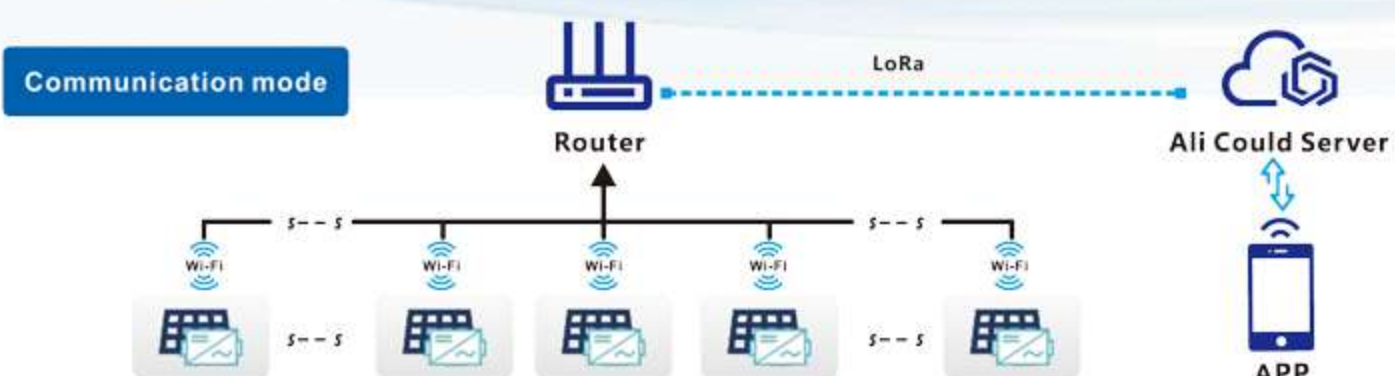 Communication mode
LoRa
Router
Ali Could Server
s-- s
s-- s
Wi-Fi
Wi-Fi
Wi-Fi
Wi-Fi
Wi-Fi
s-- s
s-- s
APP